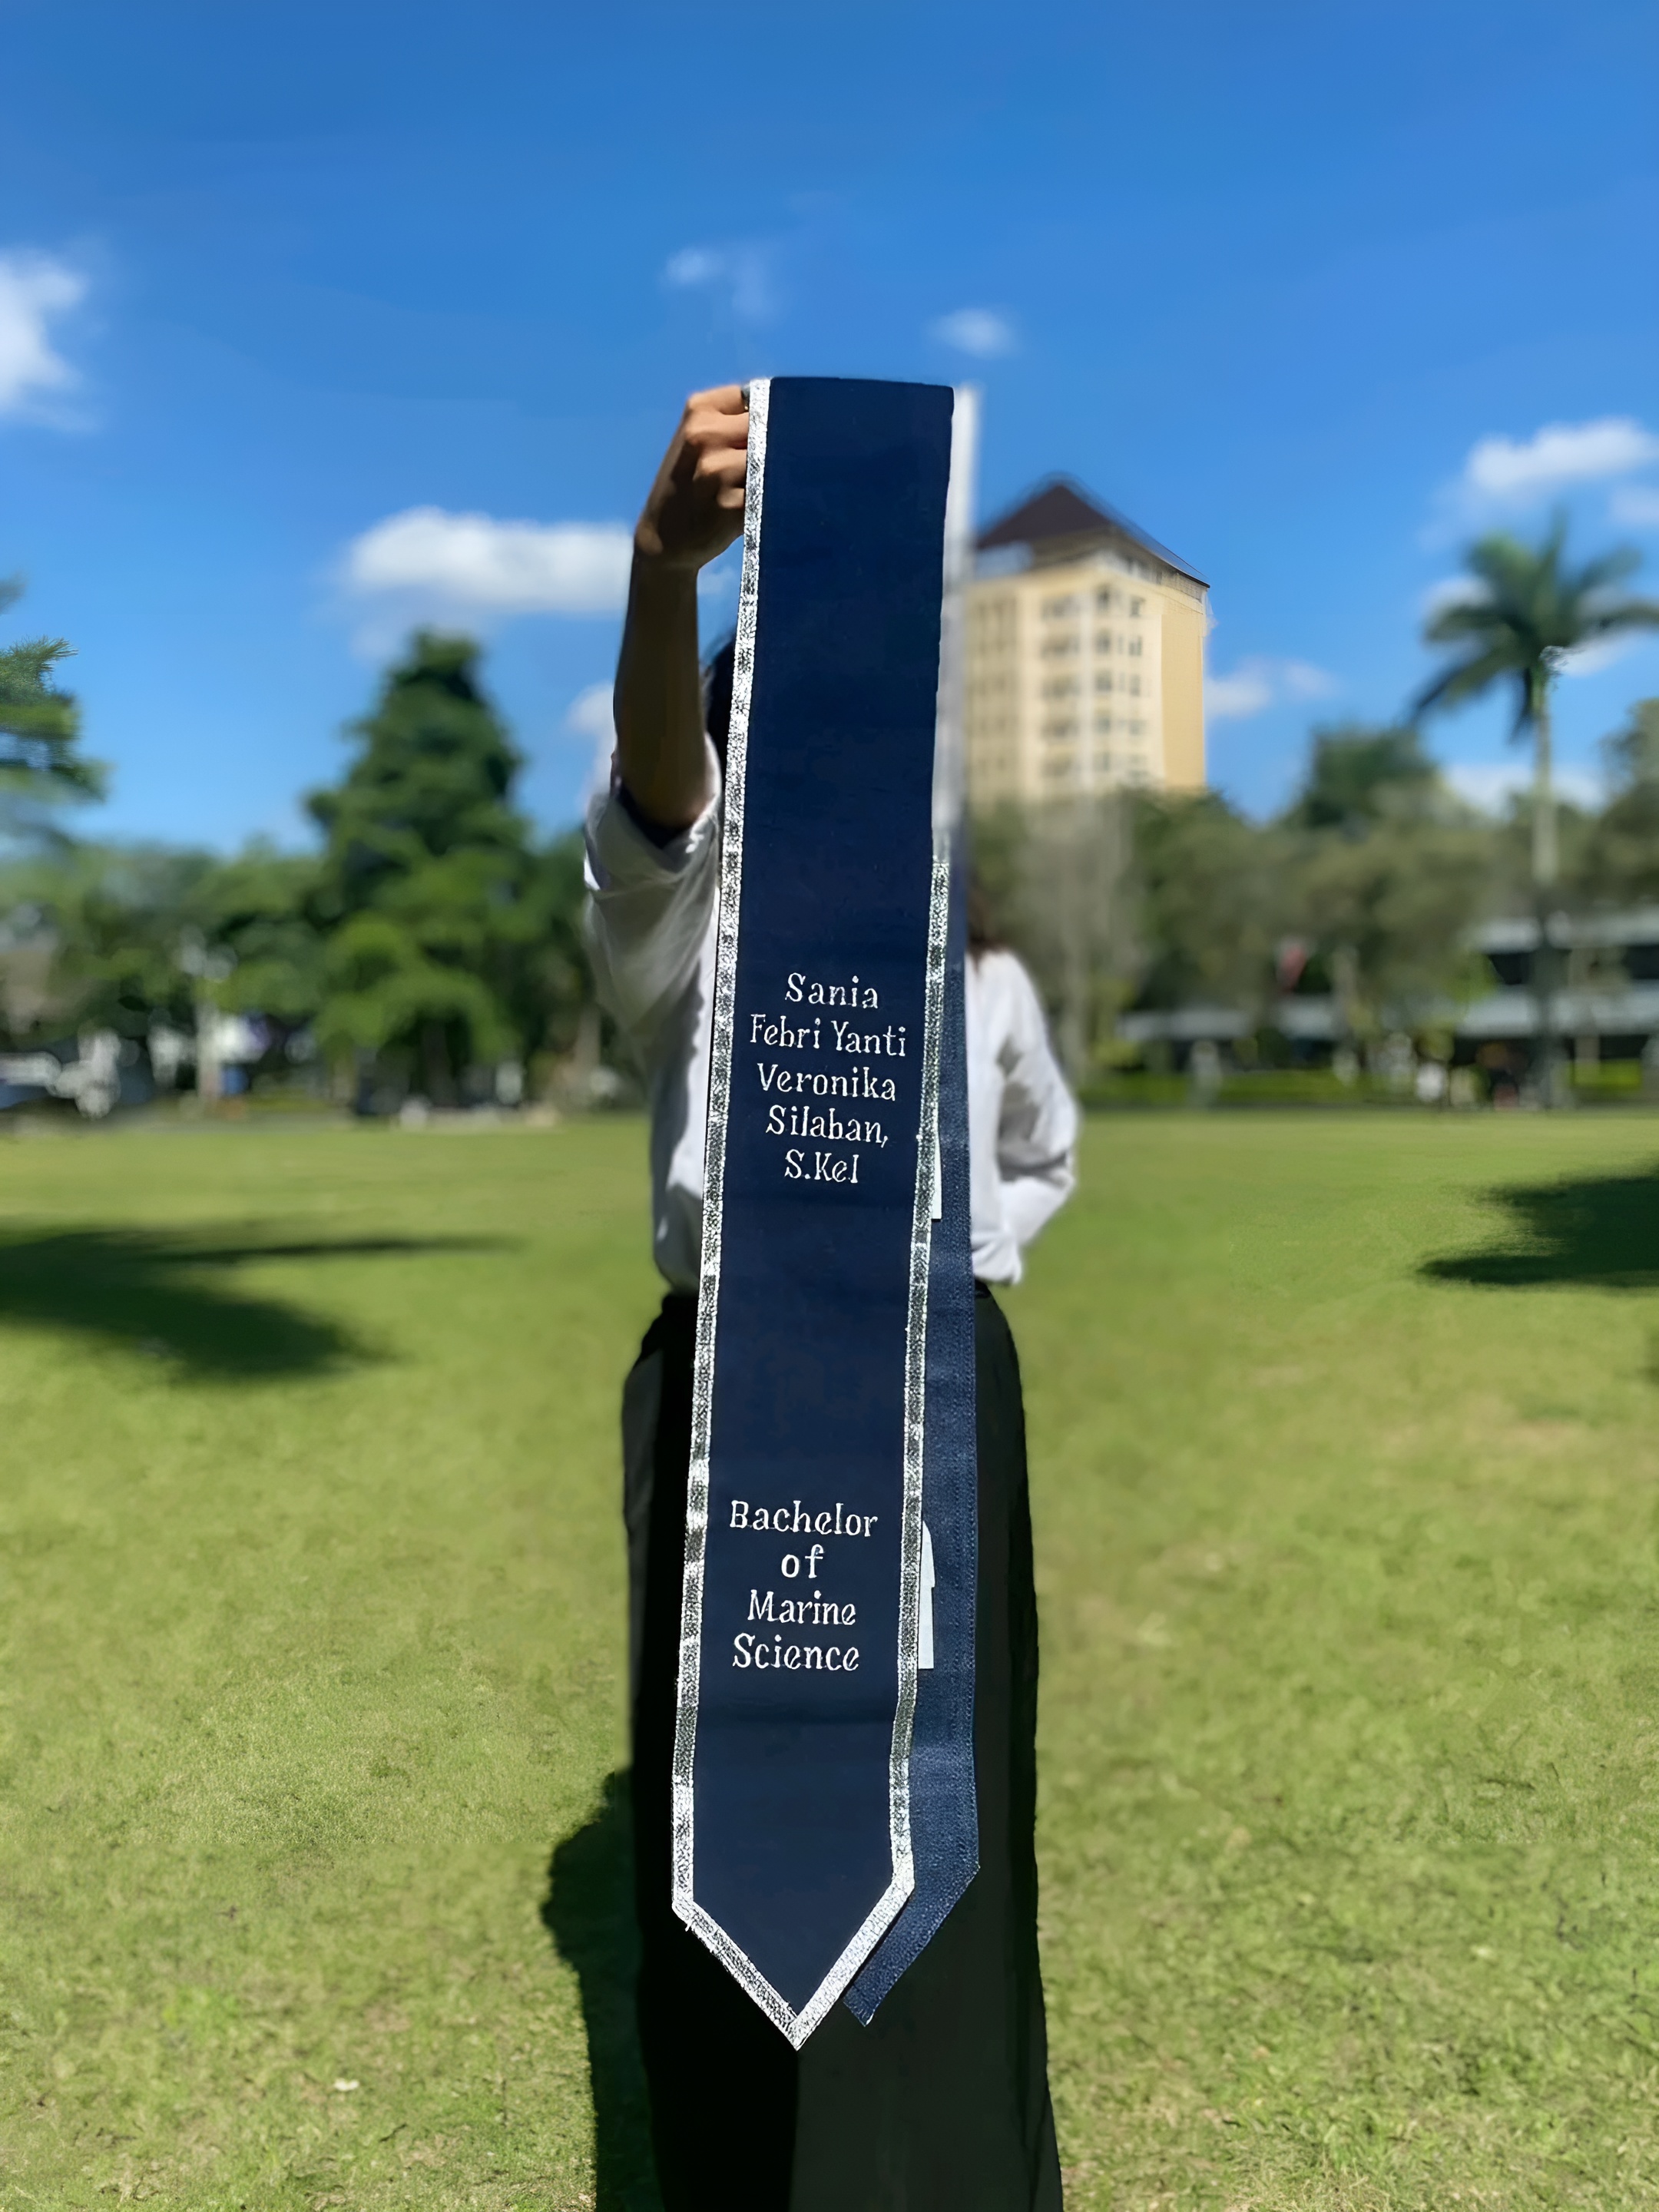 Sania
Febri Yanti
Veronika
Silaban,
S.Kel
Bachelor
of
Marine
Science